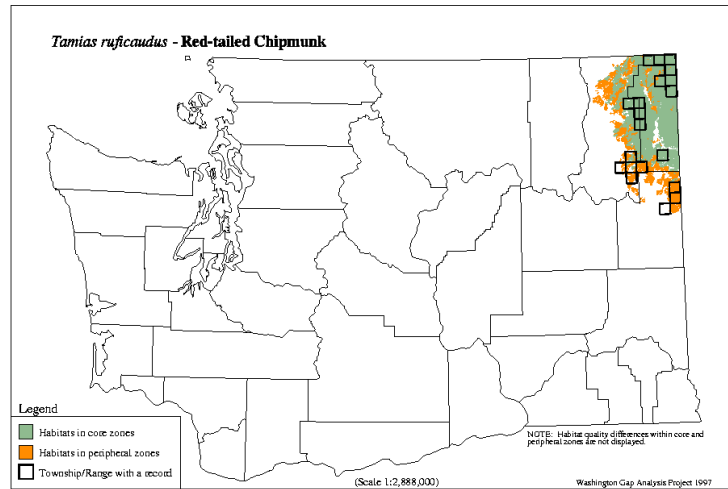 Tamias ruficaudus - Red-tailed Chipmunk
Legend
Habitats in core zones
Habitats in peripheral zones
Township/Range with a record
NOTE: Habitat quality differences within core and
peripheral zones are not displayed.
(Scale 1:2,888,000)
Washington Gap Analysis Project 1997